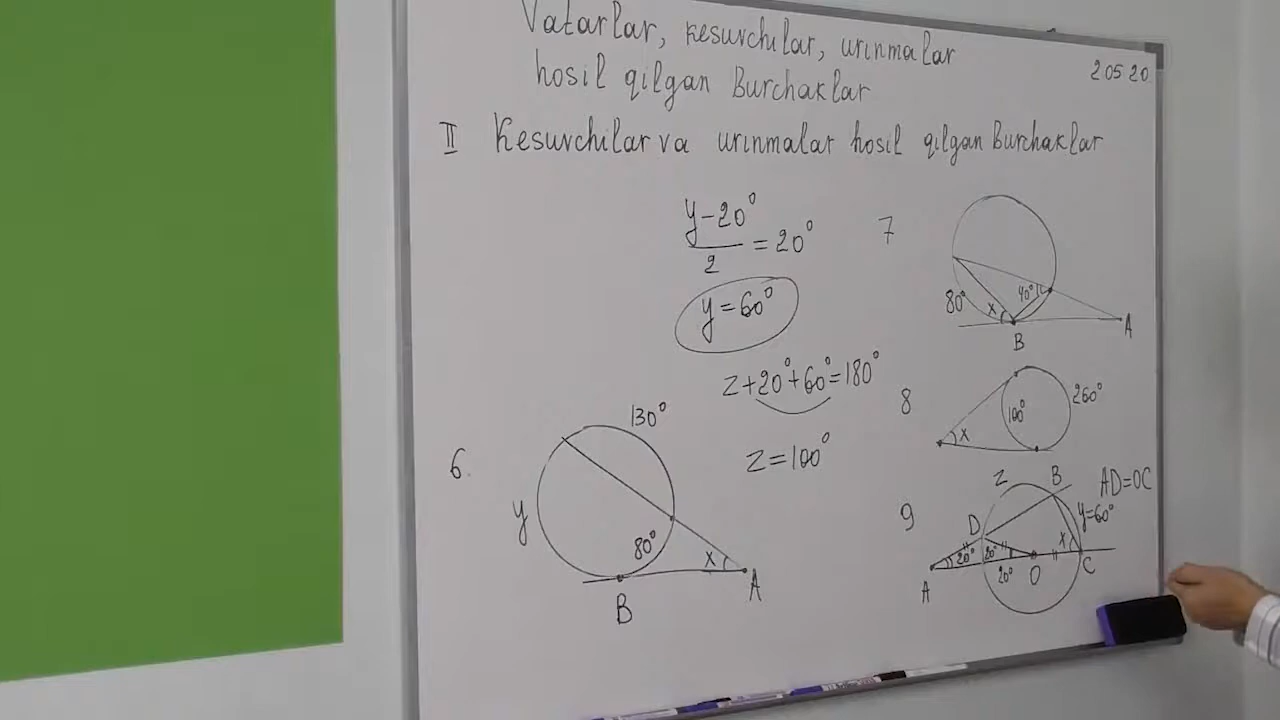 Vatarlar, kesuvchilar, urinmalar
hosil qilgan Burchaklar
2 05 20
II Kesuvchilar va urinmalar hosil qilgan Burchaklar
y-20°/2 = 20°
y=60°
z+20°+60°=180°
z=100°
6.
130°
y
80°
x
A
B
7
80°
x
40°
B
A
8
x
100°
260°
9
z
B
AD=OC
D
y=60°
x
20°
20°
20°
A
O
C